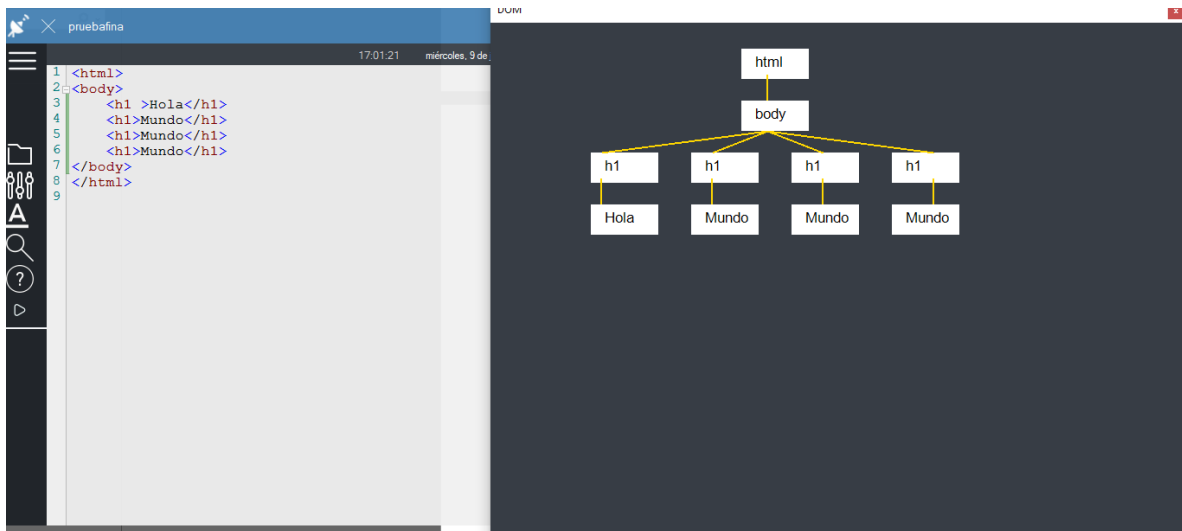 pruebafina
DOM
x
17:01:21 miércoles, 9 de
1 <html>
2 <body>
3 <h1 >Hola</h1>
4 <h1>Mundo</h1>
5 <h1>Mundo</h1>
6 <h1>Mundo</h1>
7 </body>
8 </html>
9
A
?
html
body
h1 h1 h1 h1
Hola Mundo Mundo Mundo